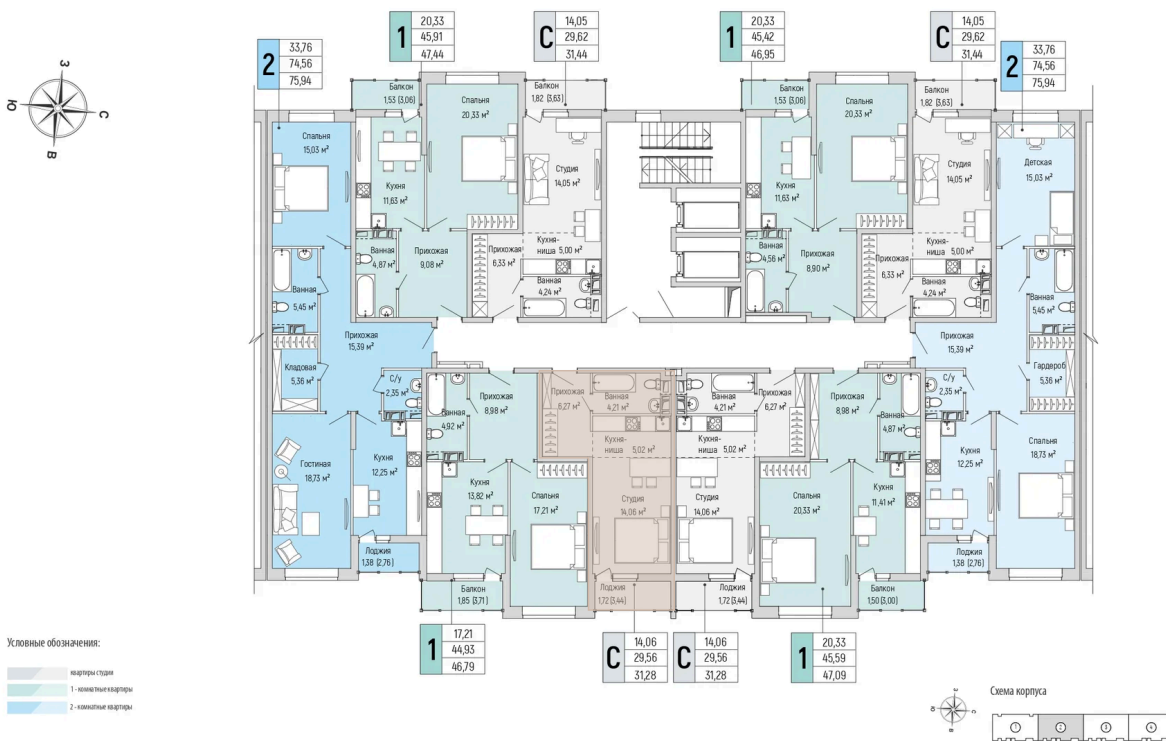 1
20,33
45,91
47,44
С
14,05
29,62
31,44
1
20,33
45,42
46,95
С
14,05
29,62
31,44
2
33,76
74,56
75,94
2
33,76
74,56
75,94
З
С
Ю
В
Балкон
1,53 (3,06)
Спальня
20,33 м²
Балкон
1,82 (3,63)
Балкон
1,53 (3,06)
Спальня
20,33 м²
Балкон
1,82 (3,63)
Спальня
15,03 м²
Кухня
11,63 м²
Студия
14,05 м²
Кухня
11,63 м²
Студия
14,05 м²
Детская
15,03 м²
Ванная
4,87 м²
Прихожая
9,08 м²
Прихожая
6,33 м²
Кухня-
ниша 5,00 м²
Ванная
4,24 м²
Ванная
4,56 м²
Прихожая
8,90 м²
Прихожая
6,33 м²
Кухня-
ниша 5,00 м²
Ванная
4,24 м²
Ванная
5,45 м²
Ванная
5,45 м²
Прихожая
15,39 м²
Прихожая
15,39 м²
Кладовая
5,36 м²
С/у
2,35 м²
Ванная
4,92 м²
Прихожая
8,98 м²
Прихожая
6,27 м²
Ванная
4,21 м²
Ванная
4,21 м²
Прихожая
6,27 м²
Прихожая
8,98 м²
Ванная
4,87 м²
С/у
2,35 м²
Гардероб
5,36 м²
Кухня-
ниша 5,02 м²
Кухня-
ниша 5,02 м²
Гостиная
18,73 м²
Кухня
12,25 м²
Кухня
13,82 м²
Спальня
17,21 м²
Студия
14,06 м²
Студия
14,06 м²
Спальня
20,33 м²
Кухня
11,41 м²
Кухня
12,25 м²
Спальня
18,73 м²
Лоджия
1,38 (2,76)
Балкон
1,85 (3,71)
Лоджия
1,72 (3,44)
Лоджия
1,72 (3,44)
Балкон
1,50 (3,00)
Лоджия
1,38 (2,76)
1
17,21
44,93
46,79
С
14,06
29,56
31,28
С
14,06
29,56
31,28
1
20,33
45,59
47,09
Условные обозначения:
квартиры студии
1 - комнатные квартиры
2 - комнатные квартиры
З
С
Ю
В
Схема корпуса
1
2
3
4